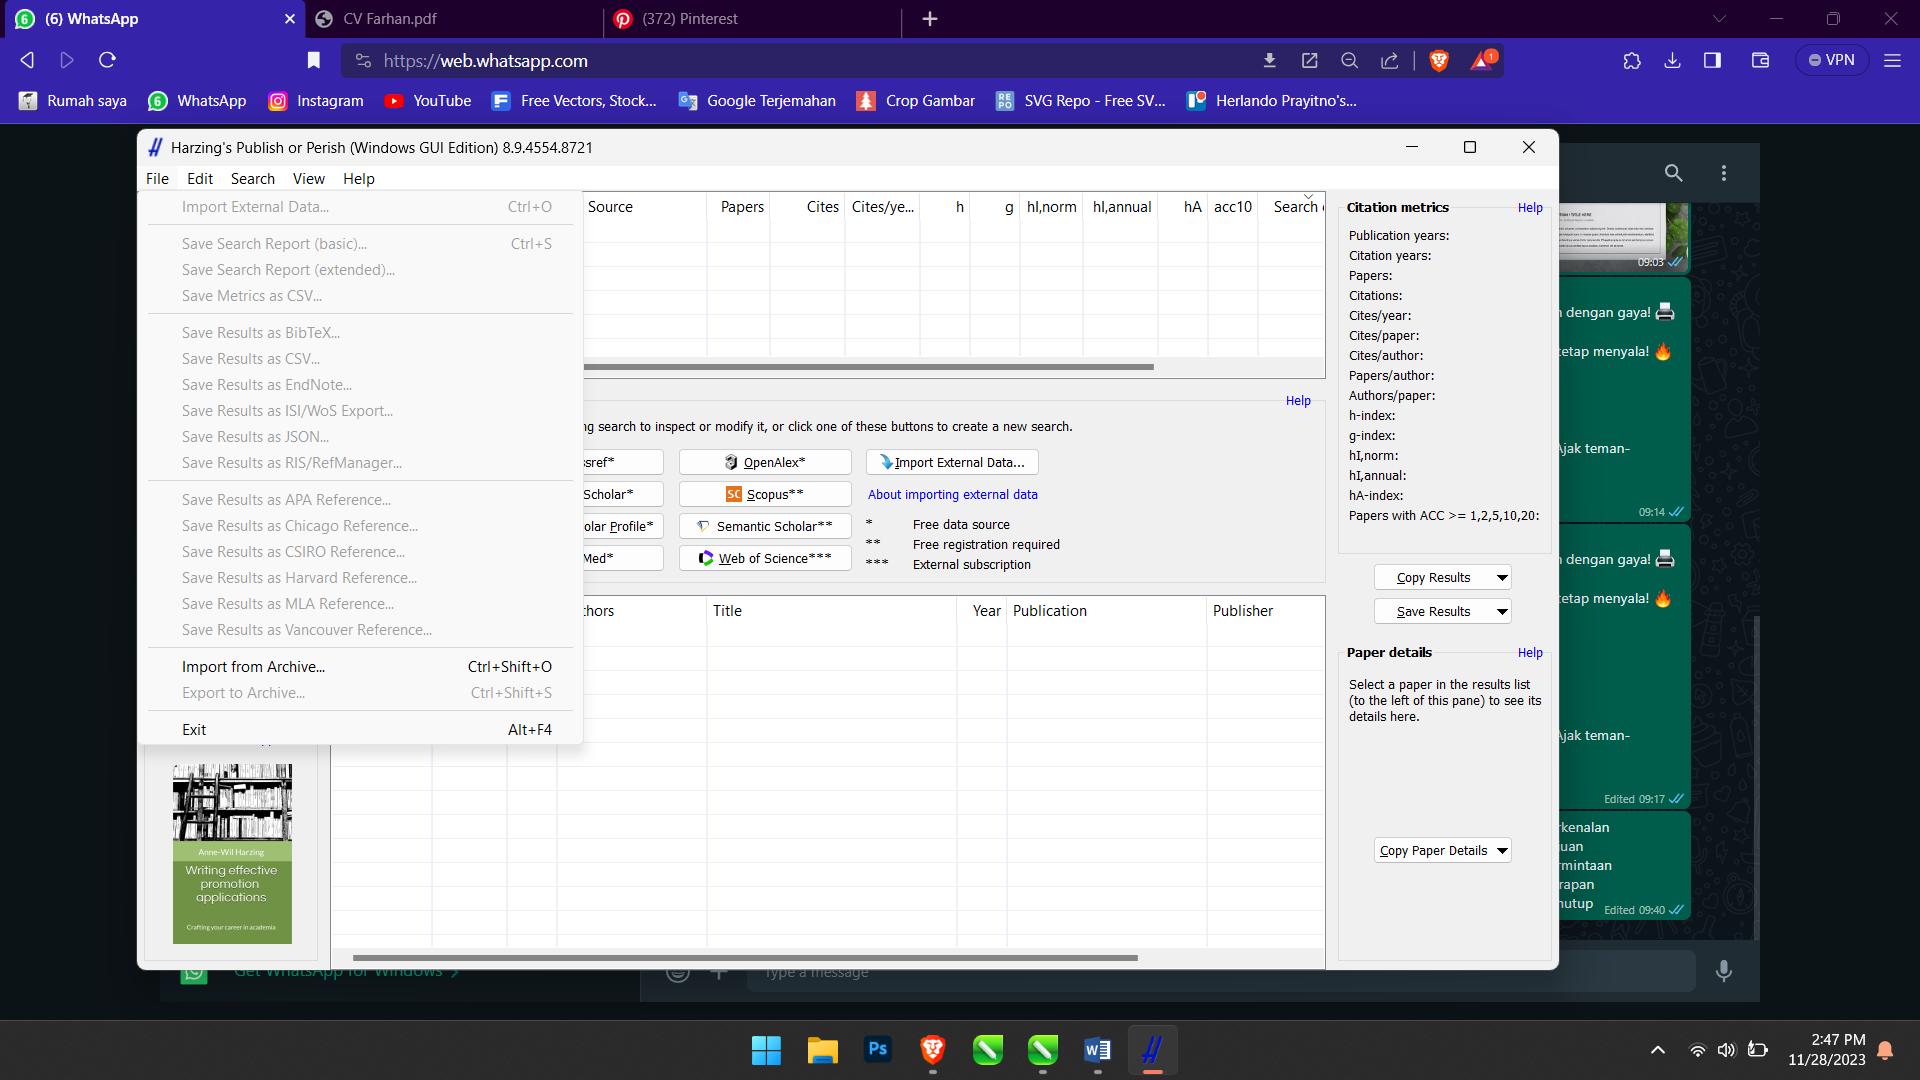 (6) WhatsApp
CV Farhan.pdf
(372) Pinterest
https://web.whatsapp.com
1
VPN
Rumah saya
WhatsApp
Instagram
YouTube
Free Vectors, Stock...
Google Terjemahan
Crop Gambar
SVG Repo - Free SV...
Herlando Prayitno's...
Harzing's Publish or Perish (Windows GUI Edition) 8.9.4554.8721
File Edit Search View Help
Import External Data... Ctrl+O
Save Search Report (basic)... Ctrl+S
Save Search Report (extended)...
Save Metrics as CSV...
Save Results as BibTeX...
Save Results as CSV...
Save Results as EndNote...
Save Results as ISI/WoS Export...
Save Results as JSON...
Save Results as RIS/RefManager...
Save Results as APA Reference...
Save Results as Chicago Reference...
Save Results as CSIRO Reference...
Save Results as Harvard Reference...
Save Results as MLA Reference...
Save Results as Vancouver Reference...
Import from Archive... Ctrl+Shift+O
Export to Archive... Ctrl+Shift+S
Exit Alt+F4
Source Papers Cites Cites/ye... h g hI,norm hI,annual hA acc10 Search
Help
search to inspect or modify it, or click one of these buttons to create a new search.
OpenAlex*
Import External Data...
Scholar*
Scopus**
About importing external data
Profile*
Semantic Scholar**
Web of Science***
* Free data source
** Free registration required
*** External subscription
Title Year Publication Publisher
Citation metrics Help
Publication years:
Citation years:
Papers:
Citations:
Cites/year:
Cites/paper:
Cites/author:
Papers/author:
Authors/paper:
h-index:
g-index:
hI,norm:
hI,annual:
hA-index:
Papers with ACC >= 1,2,5,10,20:
Copy Results
Save Results
Paper details Help
Select a paper in the results list
(to the left of this pane) to see its
details here.
Copy Paper Details
Anne-Wil Harzing
Writing effective
promotion
applications
Crafting your career in academia
09:03
dengan gaya! 🖨️
tetap menyala! 🔥
Ajak teman-
09:14
dengan gaya! 🖨️
tetap menyala! 🔥
Ajak teman-
Edited 09:17
rkenalan
uan
rmintaan
rapan
nutup
Edited 09:40
Get WhatsApp for Windows
Type a message
Ps
2:47 PM
11/28/2023